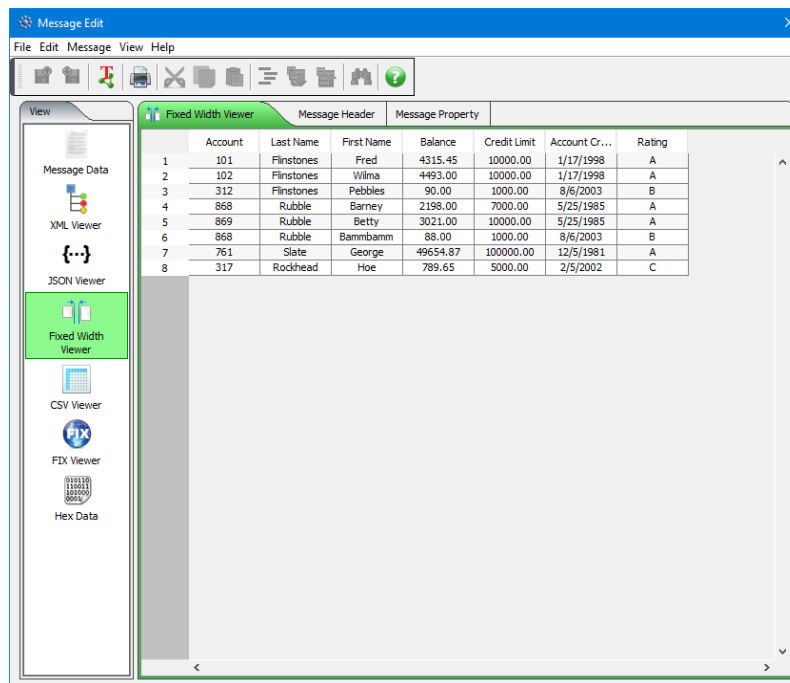 Message Edit
File Edit Message View Help
View
Message Data
XML Viewer
{···}
JSON Viewer
Fixed Width
Viewer
CSV Viewer
FIX
FIX Viewer
010110
110011
101000
0001
Hex Data
Fixed Width Viewer Message Header Message Property
Account Last Name First Name Balance Credit Limit Account Cr... Rating
1 101 Flinstones Fred 4315.45 10000.00 1/17/1998 A
2 102 Flinstones Wilma 4493.00 10000.00 1/17/1998 A
3 312 Flinstones Pebbles 90.00 1000.00 8/6/2003 B
4 868 Rubble Barney 2198.00 7000.00 5/25/1985 A
5 869 Rubble Betty 3021.00 10000.00 5/25/1985 A
6 868 Rubble Bammbamm 88.00 1000.00 8/6/2003 B
7 761 Slate George 49654.87 100000.00 12/5/1981 A
8 317 Rockhead Hoe 789.65 5000.00 2/5/2002 C